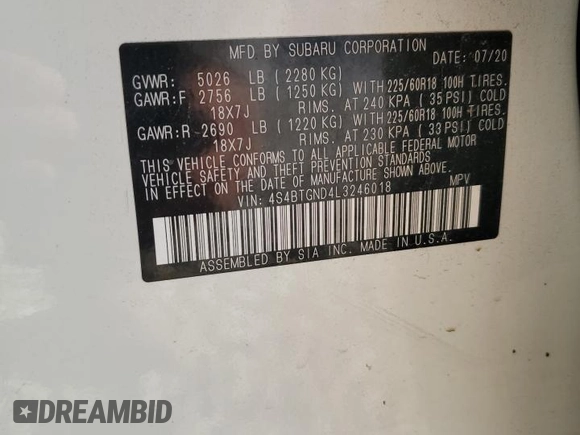 MFD. BY SUBARU CORPORATION
DATE: 07/20
GVWR: 5026 LB (2280 KG)
GAWR:F 2756 LB (1250 KG) WITH 225/60R18 100H TIRES.
18X7J RIMS. AT 240 KPA (35 PSI) COLD
GAWR:R 2690 LB (1220 KG) WITH 225/60R18 100H TIRES.
18X7J RIMS. AT 230 KPA (33 PSI) COLD
THIS VEHICLE CONFORMS TO ALL APPLICABLE FEDERAL MOTOR
VEHICLE SAFETY AND THEFT PREVENTION STANDARDS
IN EFFECT ON THE DATE OF MANUFACTURE SHOWN ABOVE.
VIN: 4S4BTGND4L3246018 MPV
ASSEMBLED BY SIA INC. MADE IN U.S.A.
DREAMBID